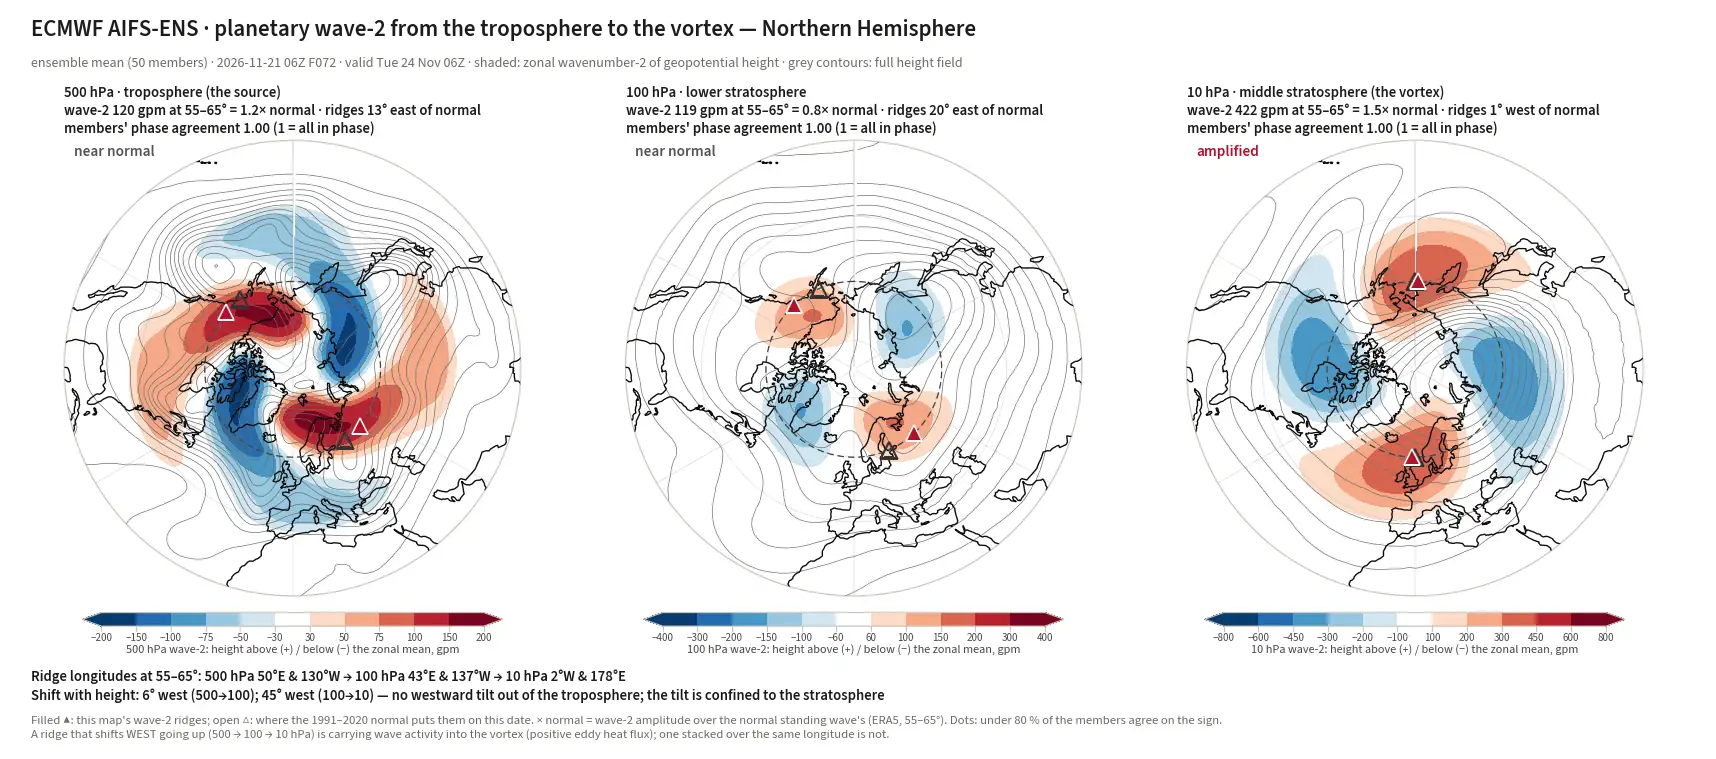 ECMWF AIFS-ENS · planetary wave-2 from the troposphere to the vortex — Northern Hemisphere
ensemble mean (50 members) · 2026-11-21 06Z F072 · valid Tue 24 Nov 06Z · shaded: zonal wavenumber-2 of geopotential height · grey contours: full height field
500 hPa · troposphere (the source)
wave-2 120 gpm at 55–65° = 1.2× normal · ridges 13° east of normal
members' phase agreement 1.00 (1 = all in phase)
near normal
100 hPa · lower stratosphere
wave-2 119 gpm at 55–65° = 0.8× normal · ridges 20° east of normal
members' phase agreement 1.00 (1 = all in phase)
near normal
10 hPa · middle stratosphere (the vortex)
wave-2 422 gpm at 55–65° = 1.5× normal · ridges 1° west of normal
members' phase agreement 1.00 (1 = all in phase)
amplified
−200 −150 −100 −75 −50 −30 30 50 75 100 150 200
500 hPa wave-2: height above (+) / below (−) the zonal mean, gpm
−400 −300 −200 −150 −100 −60 60 100 150 200 300 400
100 hPa wave-2: height above (+) / below (−) the zonal mean, gpm
−800 −600 −450 −300 −200 −100 100 200 300 450 600 800
10 hPa wave-2: height above (+) / below (−) the zonal mean, gpm
Ridge longitudes at 55–65°: 500 hPa 50°E & 130°W → 100 hPa 43°E & 137°W → 10 hPa 2°W & 178°E
Shift with height: 6° west (500→100); 45° west (100→10) — no westward tilt out of the troposphere; the tilt is confined to the stratosphere
Filled ▲: this map's wave-2 ridges; open △: where the 1991–2020 normal puts them on this date. × normal = wave-2 amplitude over the normal standing wave's (ERA5, 55–65°). Dots: under 80 % of the members agree on the sign.
A ridge that shifts WEST going up (500 → 100 → 10 hPa) is carrying wave activity into the vortex (positive eddy heat flux); one stacked over the same longitude is not.